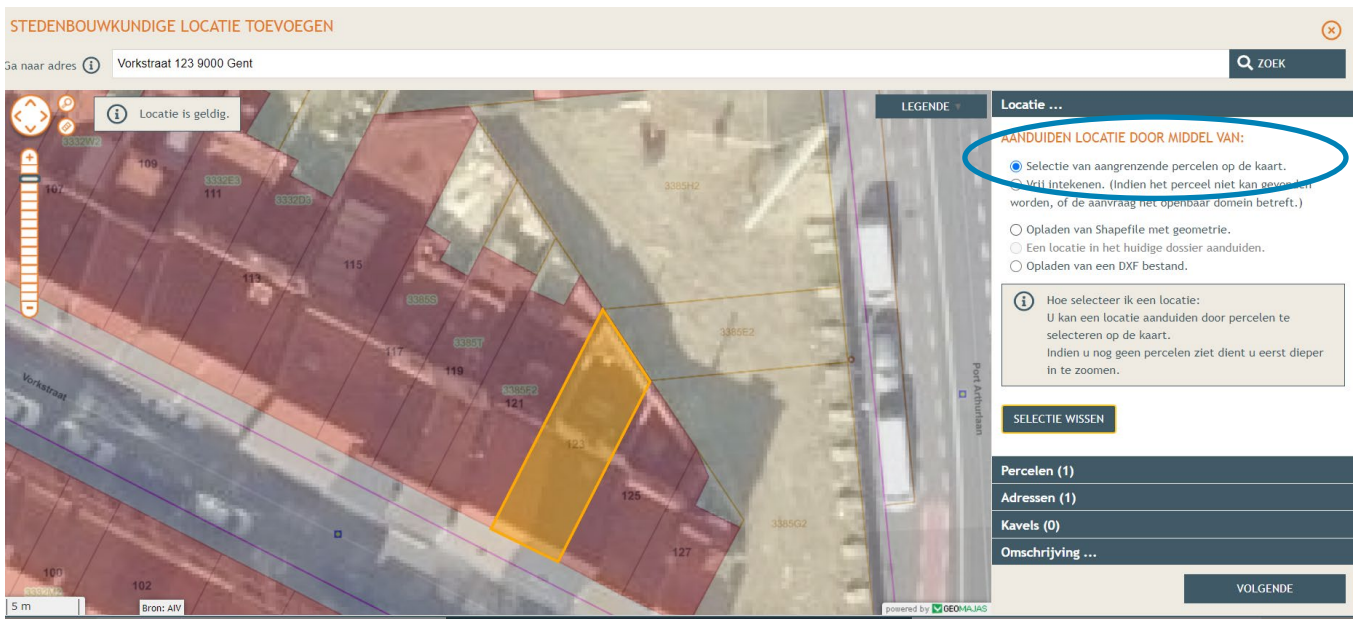 STEDENBOUWKUNDIGE LOCATIE TOEVOEGEN
Ga naar adres
Vorkstraat 123 9000 Gent
ZOEK
Locatie is geldig.
LEGENDE
107
109
3332E3
111
3332D3
113
115
3385S
117
3385T
119
121
123
125
127
3385H2
3385E2
3385G2
Vorkstraat
Port Arthurlaan
100
102
5 m
Bron: AIV
powered by GEOMAJAS
Locatie ...
AANDUIDEN LOCATIE DOOR MIDDEL VAN:
Selectie van aangrenzende percelen op de kaart.
Vrij intekenen. (Indien het perceel niet kan gevonden
worden, of de aanvraag het openbaar domein betreft.)
Opladen van Shapefile met geometrie.
Een locatie in het huidige dossier aanduiden.
Opladen van een DXF bestand.
Hoe selecteer ik een locatie:
U kan een locatie aanduiden door percelen te
selecteren op de kaart.
Indien u nog geen percelen ziet dient u eerst dieper
in te zoomen.
SELECTIE WISSEN
Percelen (1)
Adressen (1)
Kavels (0)
Omschrijving ...
VOLGENDE